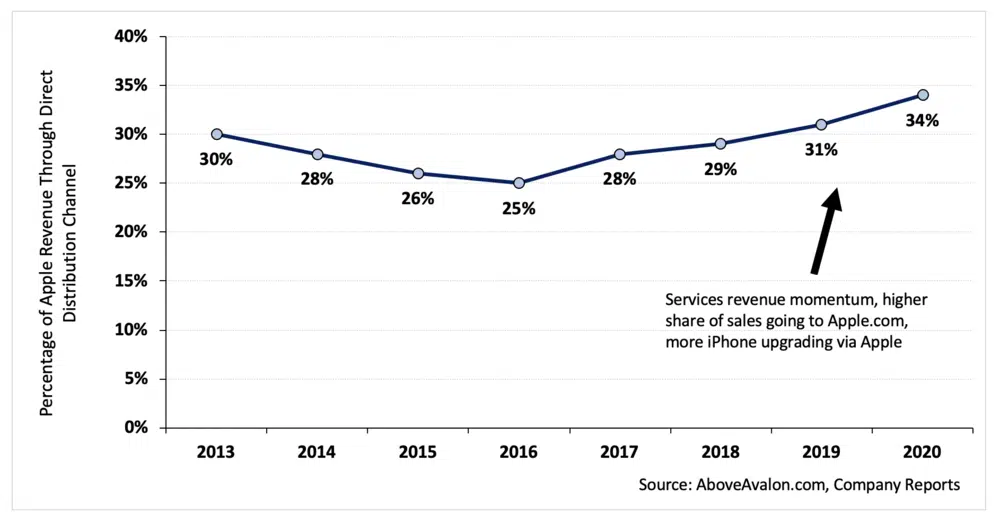 Percentage of Apple Revenue Through Direct
Distribution Channel
40%
35%
30%
25%
20%
15%
10%
5%
0%
30%
28%
26%
25%
28%
29%
31%
34%
Services revenue momentum, higher
share of sales going to Apple.com,
more iPhone upgrading via Apple
2013 2014 2015 2016 2017 2018 2019 2020
Source: AboveAvalon.com, Company Reports